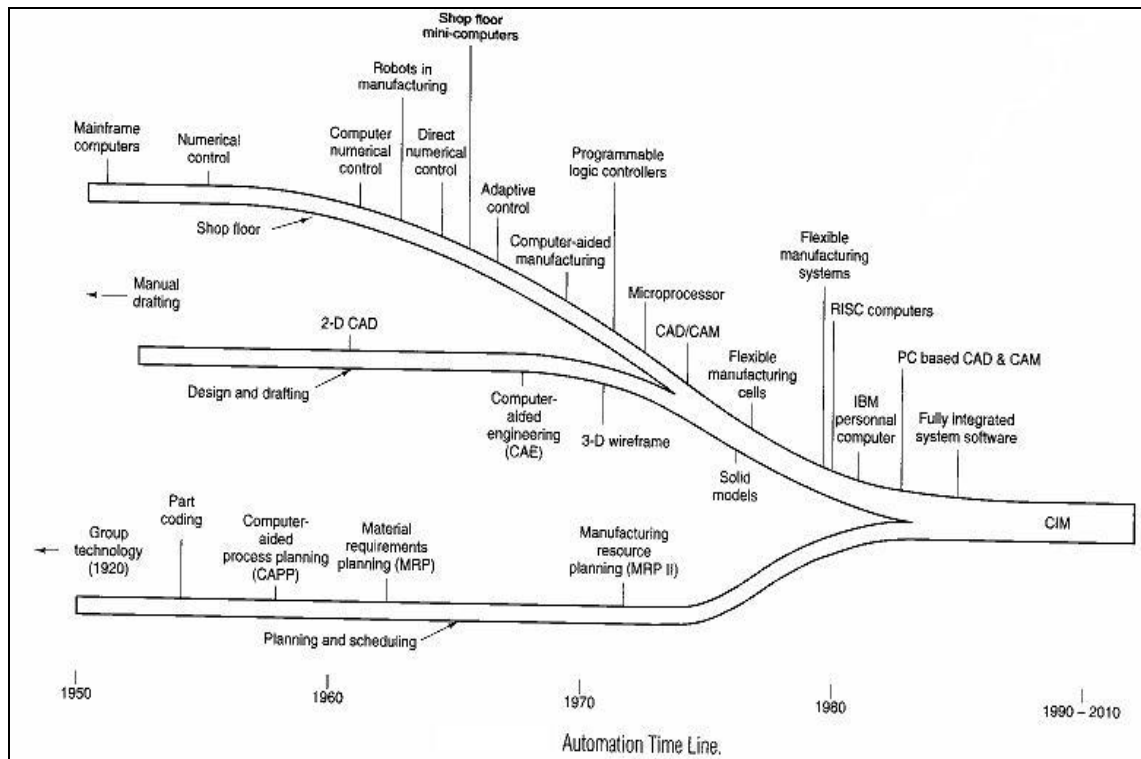 Shop floor
mini-computers
Robots in
manufacturing
Mainframe
computers
Numerical
control
Computer
numerical
control
Direct
numerical
control
Programmable
logic controllers
Adaptive
control
Shop floor
Computer-aided
manufacturing
Flexible
manufacturing
systems
Manual
drafting
Microprocessor
RISC computers
2-D CAD
CAD/CAM
Flexible
manufacturing
cells
PC based CAD & CAM
Design and drafting
Computer-
aided
engineering
(CAE)
3-D wireframe
IBM
personnal
computer
Fully integrated
system software
Solid
models
Part
coding
Group
technology
(1920)
Computer-
aided
process planning
(CAPP)
Material
requirements
planning (MRP)
Manufacturing
resource
planning (MRP II)
CIM
Planning and scheduling
1950
1960
1970
1980
1990 – 2010
Automation Time Line.